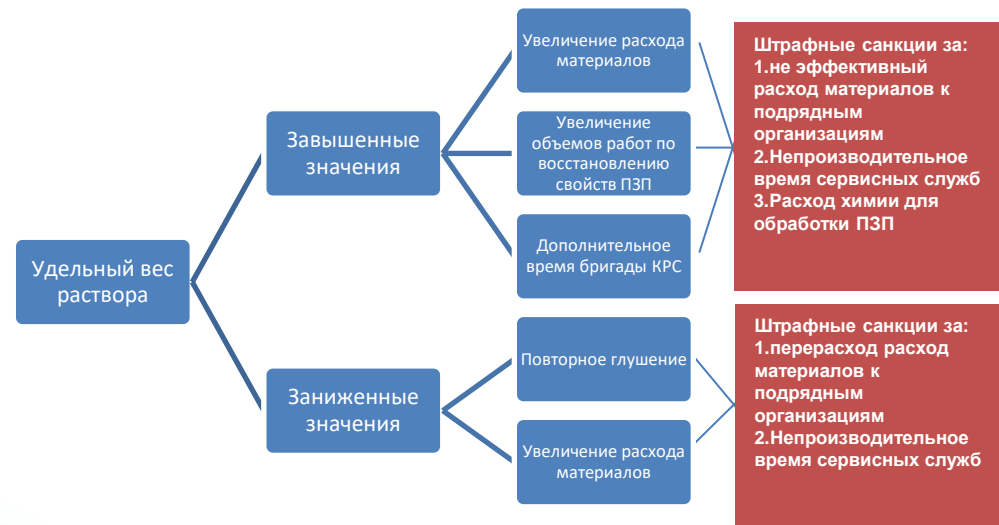 Удельный вес
раствора
Завышенные
значения
Увеличение расхода
материалов
Увеличение
объемов работ по
восстановлению
свойств ПЗП
Дополнительное
время бригады КРС
Штрафные санкции за:
1.не эффективный
расход материалов к
подрядным
организациям
2.Непроизводительное
время сервисных служб
3.Расход химии для
обработки ПЗП
Заниженные
значения
Повторное глушение
Увеличение расхода
материалов
Штрафные санкции за:
1.перерасход расход
материалов к
подрядным
организациям
2.Непроизводительное
время сервисных служб